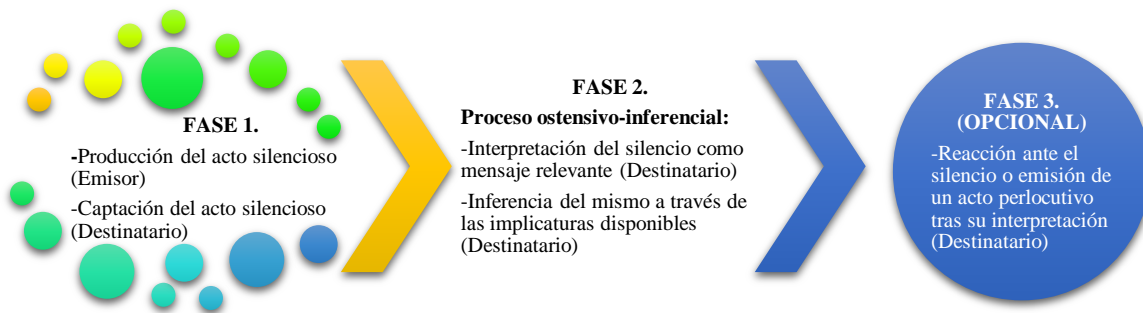 FASE 1.
-Producción del acto silencioso
(Emisor)
-Captación del acto silencioso
(Destinatario)
FASE 2.
Proceso ostensivo-inferencial:
-Interpretación del silencio como
mensaje relevante (Destinatario)
-Inferencia del mismo a través de
las implicaturas disponibles
(Destinatario)
FASE 3.
(OPCIONAL)
-Reacción ante el
silencio o emisión de
un acto perlocutivo
tras su interpretación
(Destinatario)